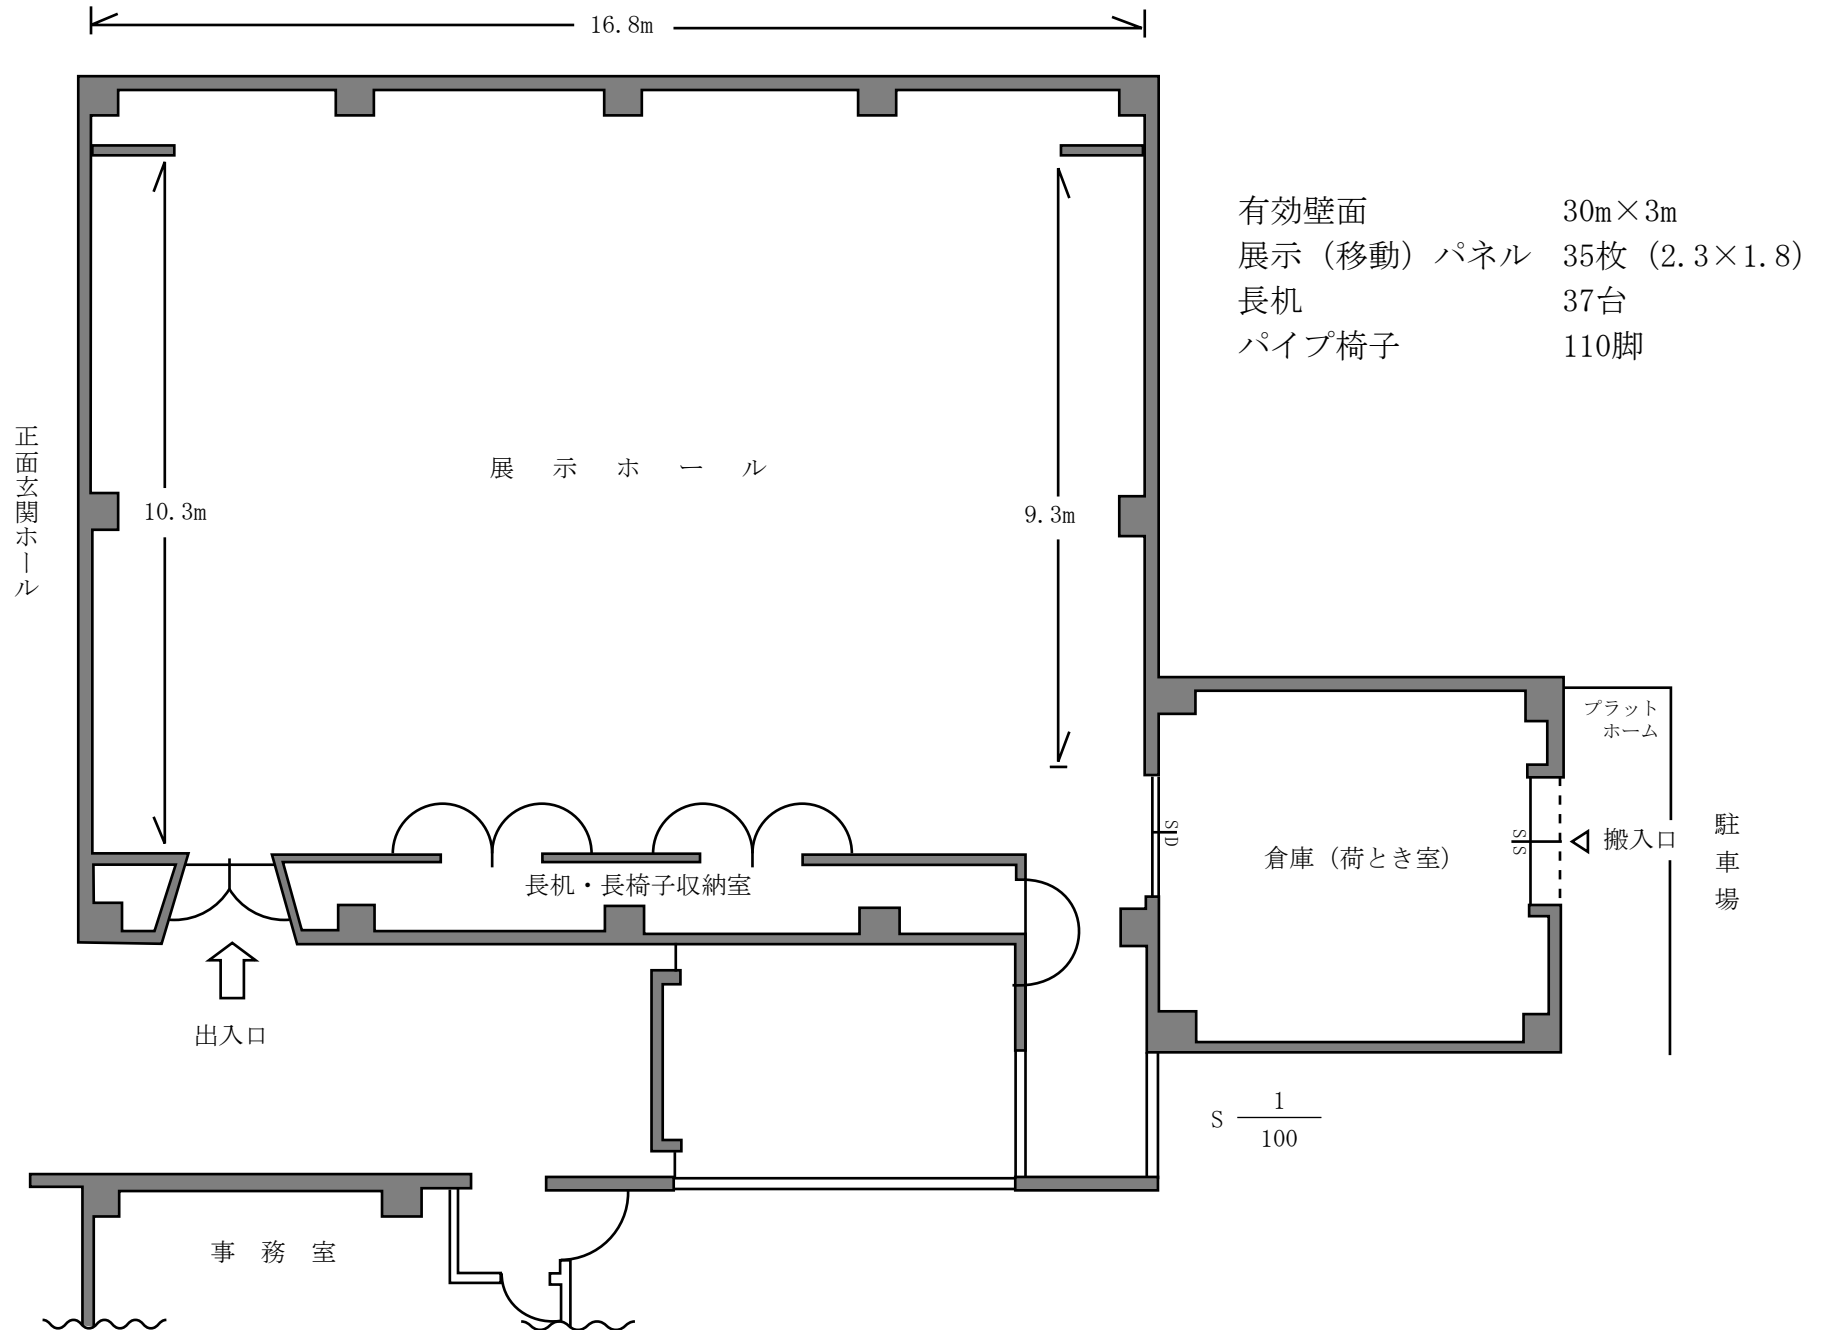 16.8m
有効壁面　30m×3m
展示（移動）パネル　35枚（2.3×1.8）
長机　37台
パイプ椅子　110脚
正面玄関ホール
展示ホール
10.3m
9.3m
プラット
ホーム
SD
SS
搬入口
駐車場
倉庫（荷とき室）
長机・長椅子収納室
出入口
S 1/100
事務室